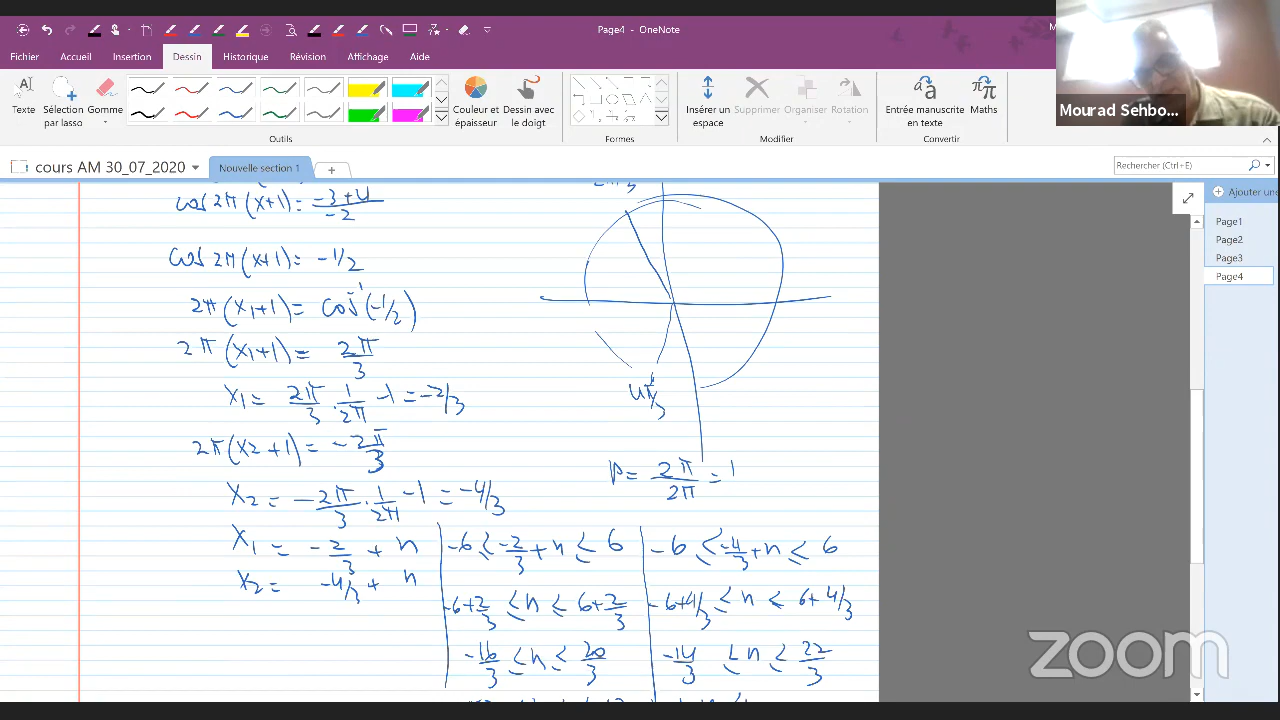 Page4 - OneNote
Fichier Accueil Insertion Dessin Historique Révision Affichage Aide
Texte Sélection par lasso Gomme Couleur et épaisseur Dessin avec le doigt Insérer un espace Supprimer Organiser Rotation Entrée manuscrite en texte Maths
Outils Formes Modifier Convertir
Mourad Sehbo...
cours AM 30_07_2020 Nouvelle section 1 +
Rechercher (Ctrl+E)
Ajouter une
Page1
Page2
Page3
Page4
cos 2π(x+1) = (-3+4)/-2
cos 2π(x+1) = -1/2
2π(x1+1) = cos⁻¹(-1/2)
2π(x1+1) = 2π/3
x1 = 2π/3 · 1/2π - 1 = -2/3
2π(x2+1) = -2π/3
x2 = -2π/3 · 1/2π - 1 = -4/3
x1 = -2/3 + n
x2 = -4/3 + n
4π/3
P = 2π/2π = 1
-6 ≤ -2/3 + n ≤ 6
-6+2/3 ≤ n ≤ 6+2/3
-16/3 ≤ n ≤ 20/3
-6 ≤ -4/3 + n ≤ 6
-6+4/3 ≤ n ≤ 6+4/3
-14/3 ≤ n ≤ 22/3
zoom